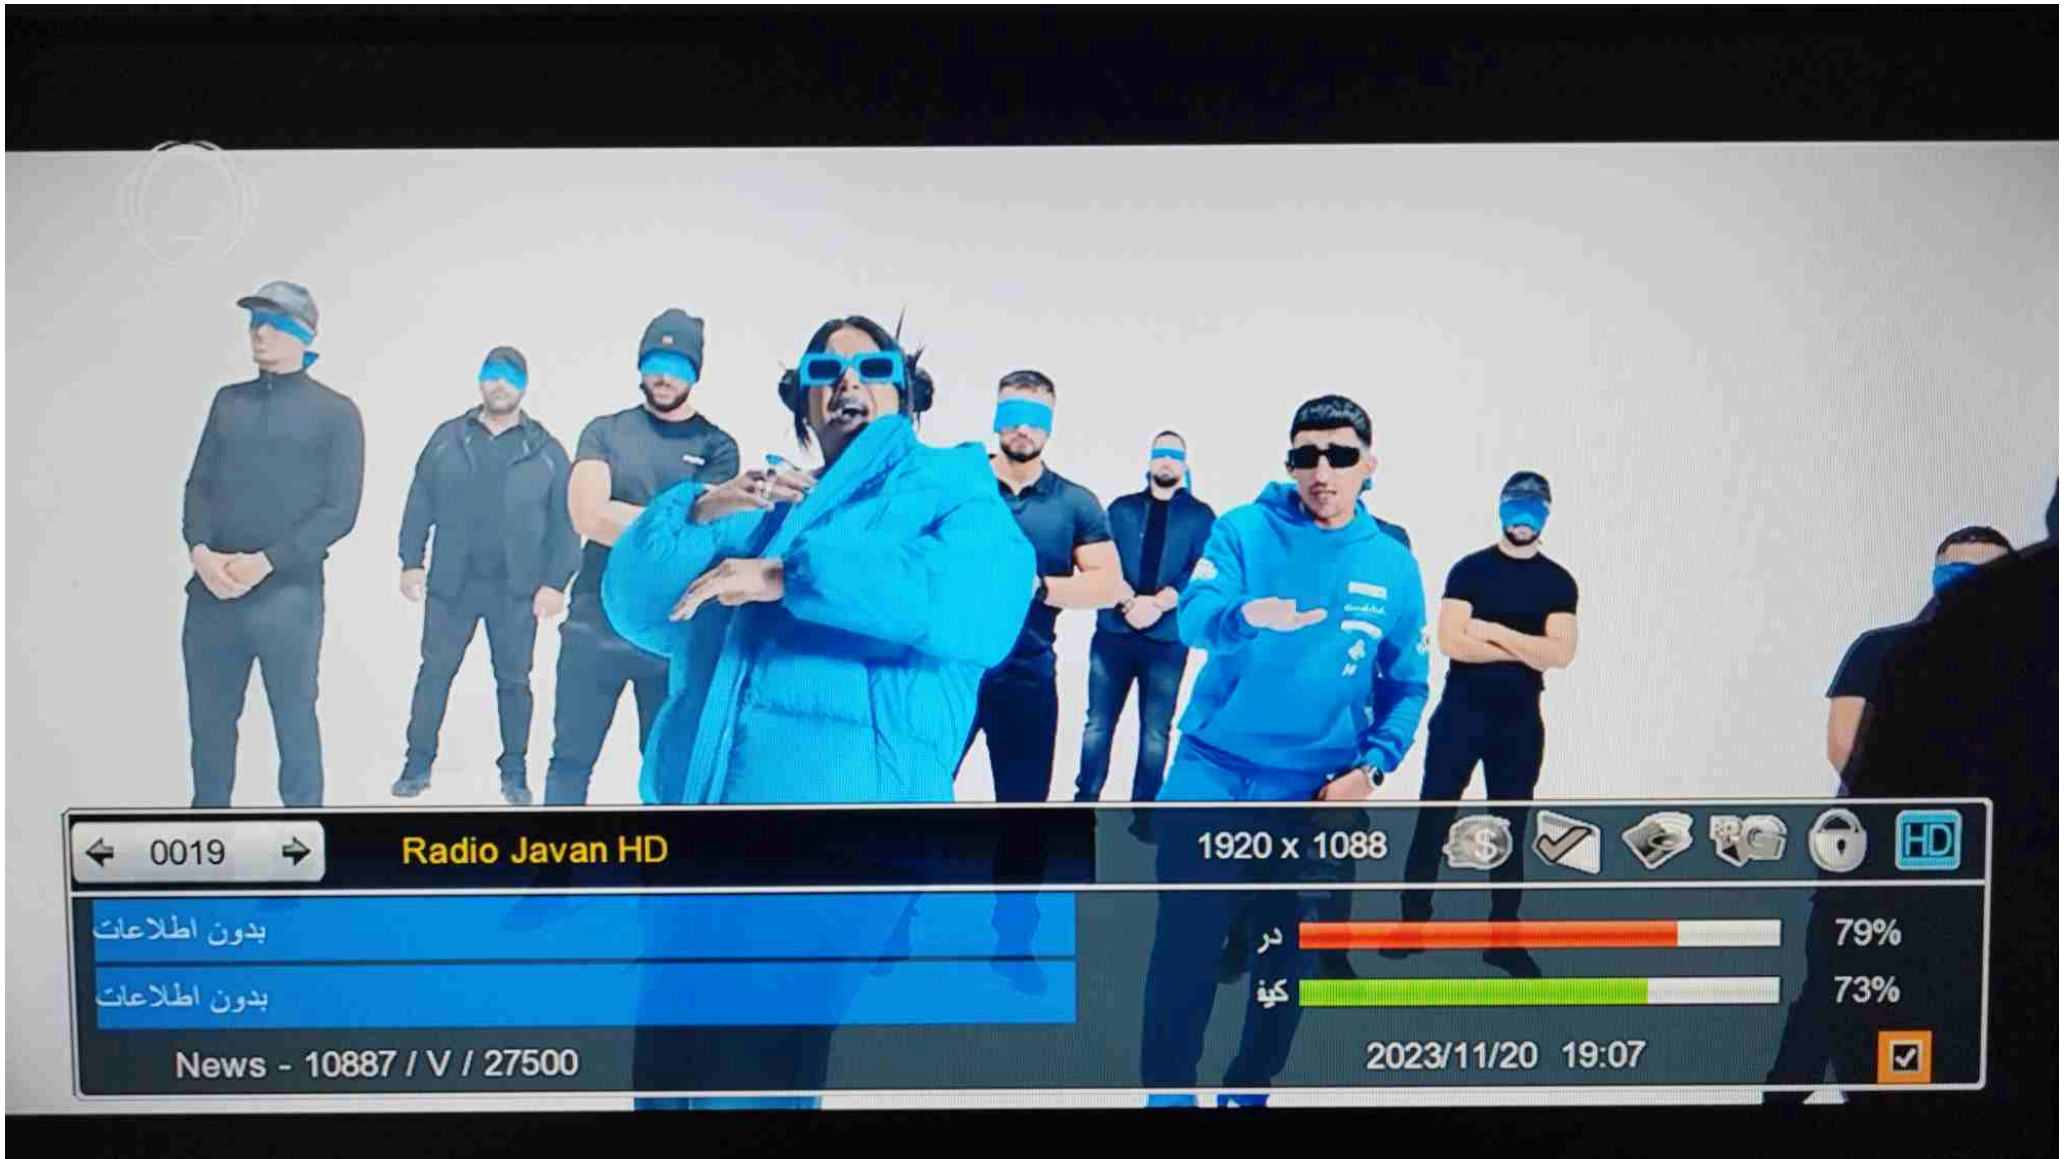 0019 Radio Javan HD 1920 x 1088 HD
بدون اطلاعات
در 79%
بدون اطلاعات
کیف 73%
News - 10887 / V / 27500 2023/11/20 19:07